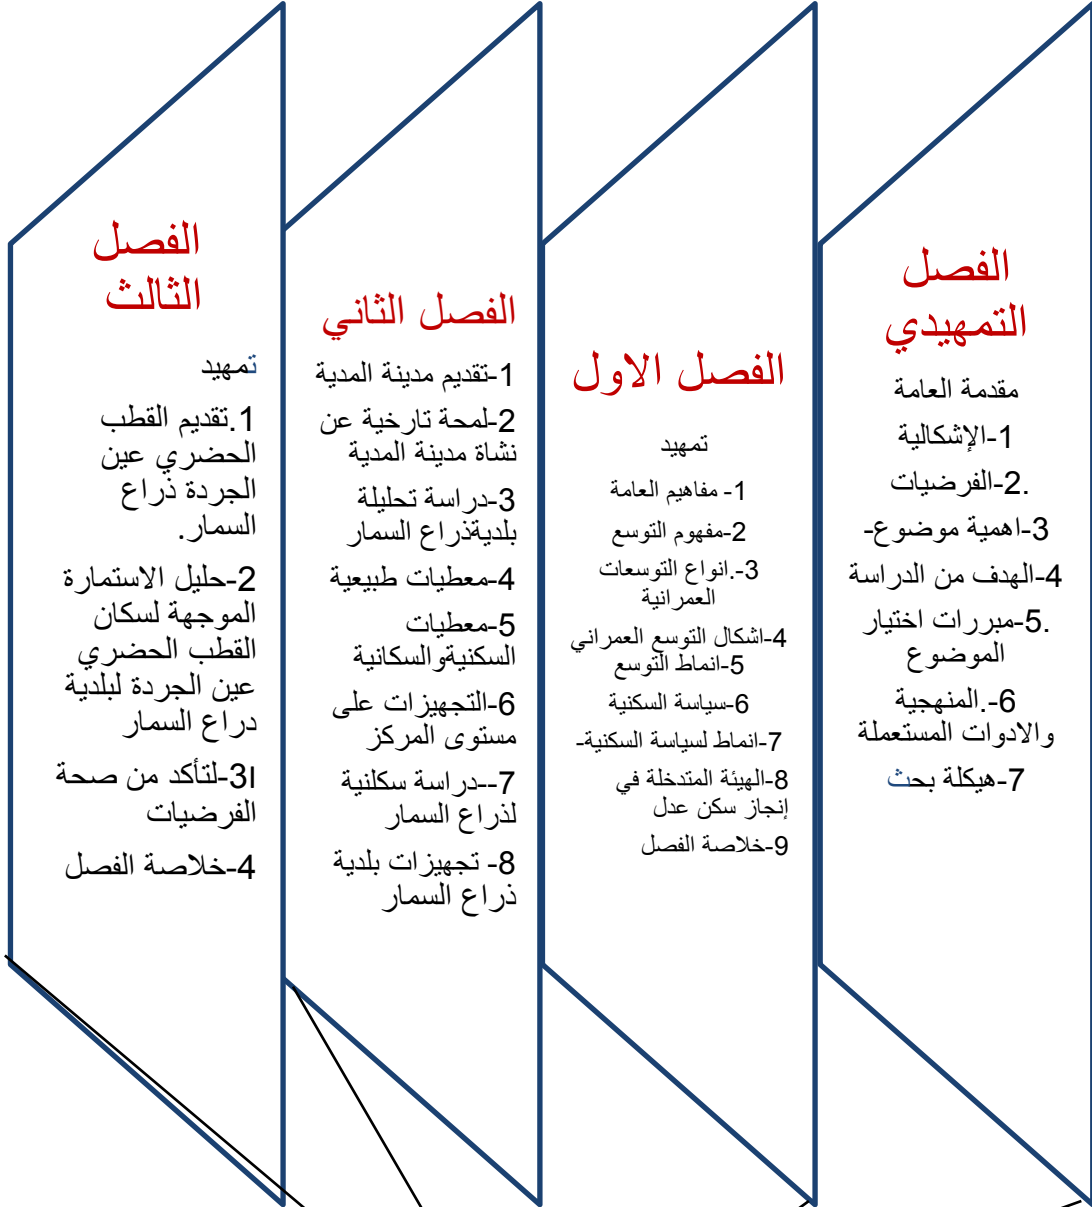 الفصل
التمهيدي
مقدمة العامة
1-الإشكالية
.2-الفرضيات
3-اهمية موضوع-
4-الهدف من الدراسة
.5-مبررات اختيار
الموضوع
6-.المنهجية
والادوات المستعملة
7-هيكلة بحث
الفصل الاول
تمهيد
1- مفاهيم العامة
2-مفهوم التوسع
3-.انواع التوسعات
العمرانية
4-اشكال التوسع العمراني
5-انماط التوسع
6-سياسة السكنية
7-انماط لسياسة السكنية-
8-الهيئة المتدخلة في
إنجاز سكن عدل
9-خلاصة الفصل
الفصل الثاني
1-تقديم مدينة المدية
2-لمحة تارخية عن
نشاة مدينة المدية
3-دراسة تحليلة
بلديةذراع السمار
4-معطيات طبيعية
5-معطيات
السكنيةوالسكانية
6-التجهيزات على
مستوى المركز
7--دراسة سكلنية
لذراع السمار
8- تجهيزات بلدية
ذراع السمار
الفصل
الثالث
تمهيد
1.تقديم القطب
الحضري عين
الجردة ذراع
السمار.
2-حليل الاستمارة
الموجهة لسكان
القطب الحضري
عين الجردة لبلدية
دراع السمار
ا3-لتأكد من صحة
الفرضيات
4-خلاصة الفصل